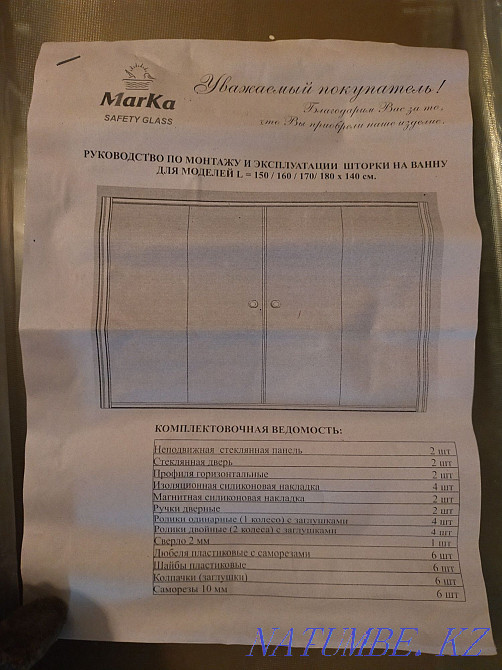 MarKa
SAFETY GLASS
Уважаемый покупатель!
Благодарим Вас за то,
что Вы приобрели наше изделие.
РУКОВОДСТВО ПО МОНТАЖУ И ЭКСПЛУАТАЦИИ ШТОРКИ НА ВАННУ
ДЛЯ МОДЕЛЕЙ L = 150 / 160 / 170/ 180 x 140 см.
КОМПЛЕКТОВОЧНАЯ ВЕДОМОСТЬ:
Неподвижная стеклянная панель 2 шт
Стеклянная дверь 2 шт
Профиля горизонтальные 2 шт
Изоляционная силиконовая накладка 4 шт
Магнитная силиконовая накладка 2 шт
Ручки дверные 2 шт
Ролики одинарные (1 колесо) с заглушками 4 шт
Ролики двойные (2 колеса) с заглушками 4 шт
Сверло 2 мм 1 шт
Дюбеля пластиковые с саморезами 6 шт
Шайбы пластиковые 6 шт
Колпачки (заглушки) 6 шт
Саморезы 10 мм 6 шт
NATUMBE.KZ